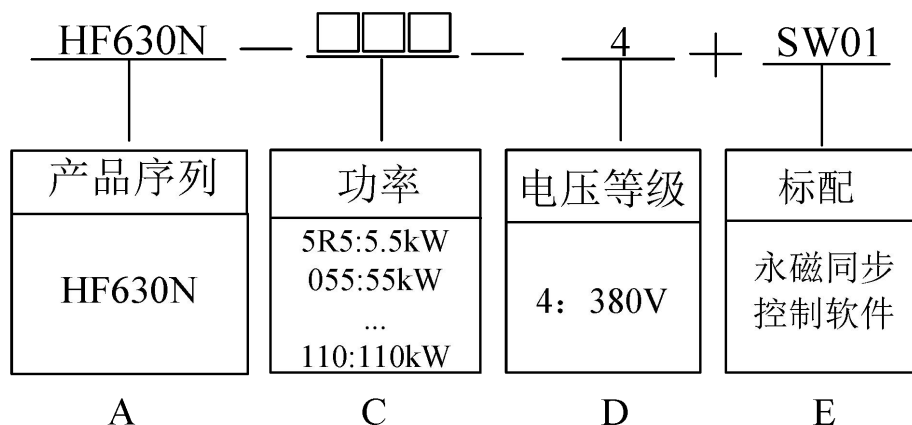 HF630N — □□□ — 4 + SW01
产品序列
HF630N
功率
5R5:5.5kW
055:55kW
...
110:110kW
电压等级
4：380V
标配
永磁同步
控制软件
A
C
D
E